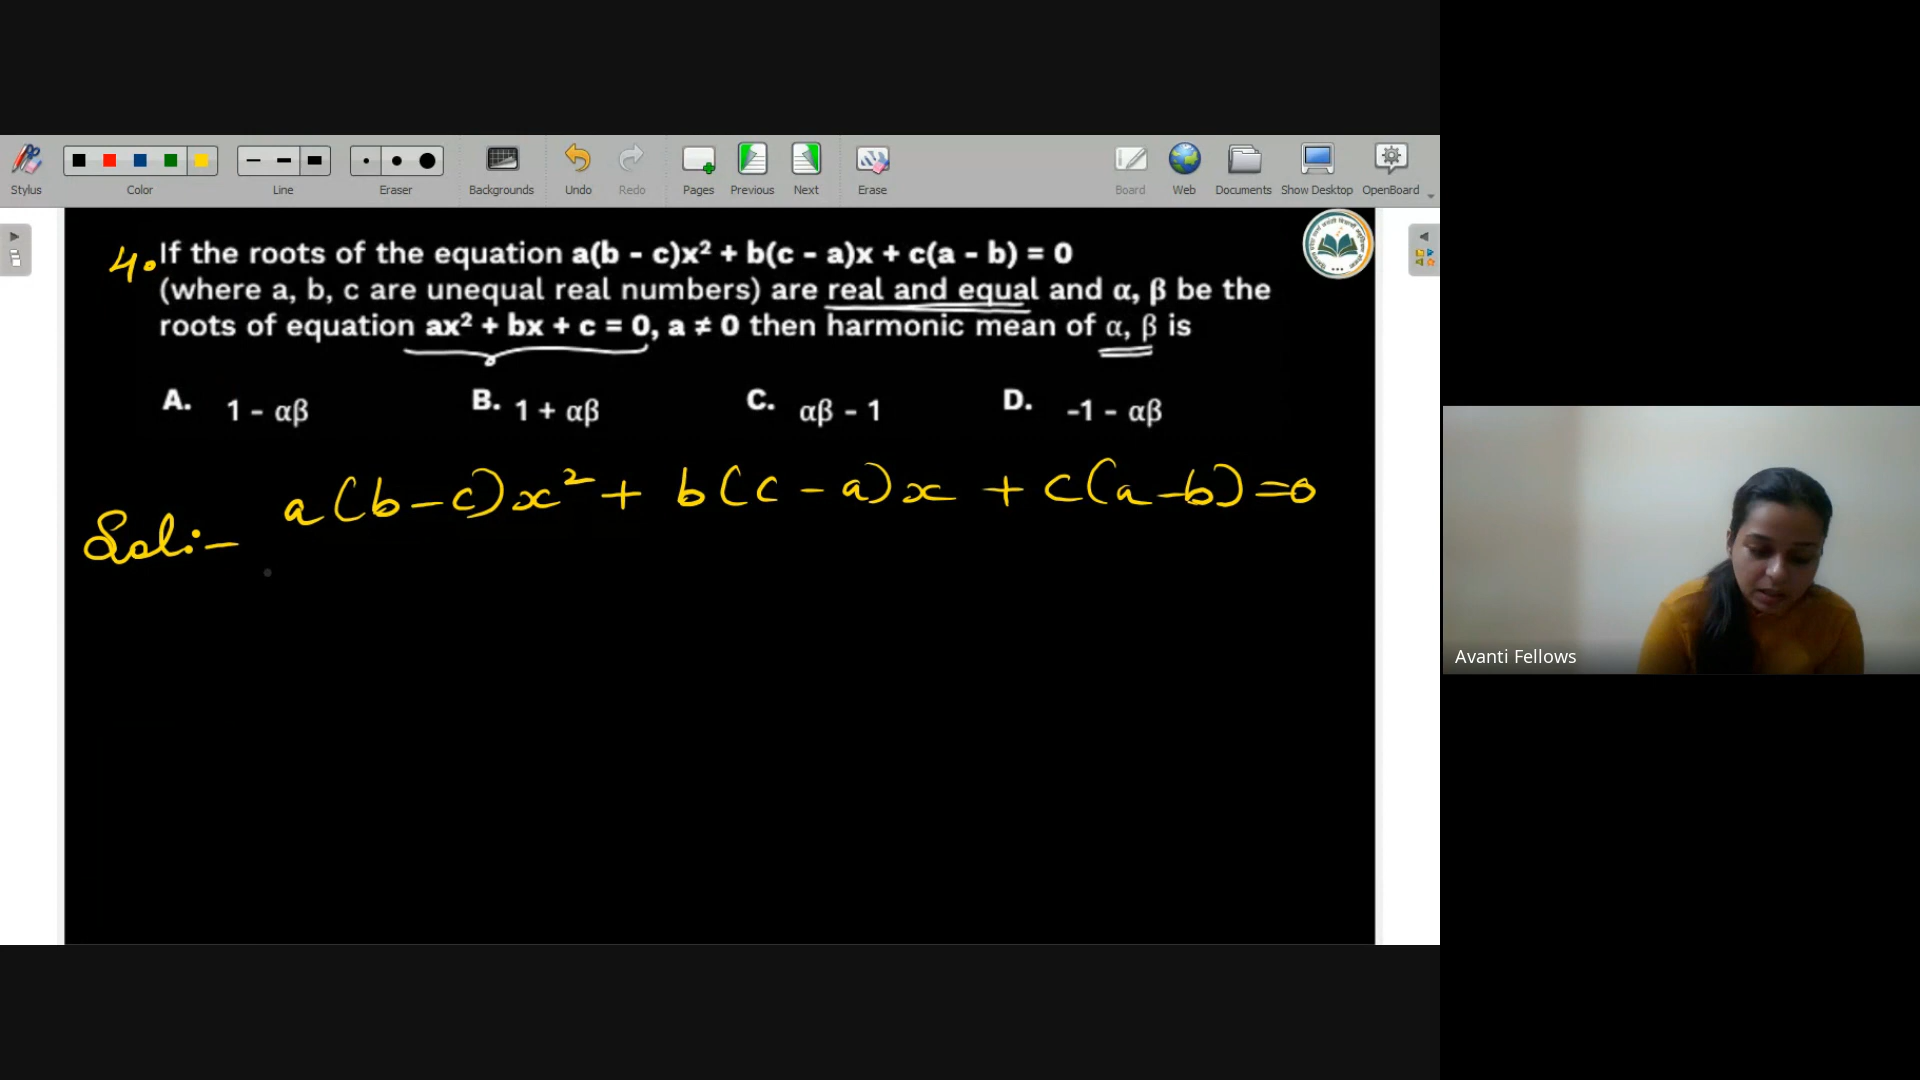 Stylus
Color
Line
Eraser
Backgrounds
Undo
Redo
Pages
Previous
Next
Erase
Board
Web
Documents
Show Desktop
OpenBoard
4. If the roots of the equation a(b - c)x² + b(c - a)x + c(a - b) = 0
(where a, b, c are unequal real numbers) are real and equal and α, β be the
roots of equation ax² + bx + c = 0, a ≠ 0 then harmonic mean of α, β is
A. 1 - αβ B. 1 + αβ C. αβ - 1 D. -1 - αβ
Sol:- a(b-c)x² + b(c-a)x + c(a-b)=0
Avanti Fellows